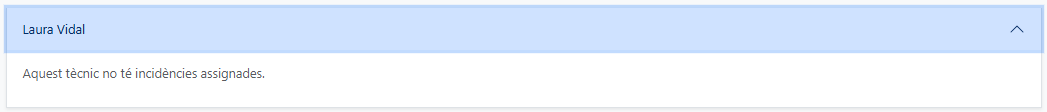 Laura Vidal
Aquest tècnic no té incidències assignades.